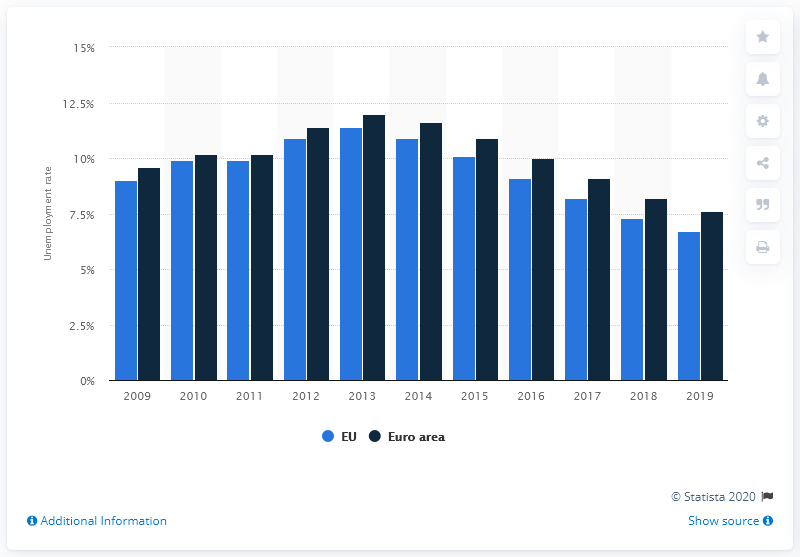 15%
12.5%
10%
7.5%
5%
2.5%
0%
Unemployment rate
2009 2010 2011 2012 2013 2014 2015 2016 2017 2018 2019
EU Euro area
© Statista 2020
Additional Information Show source